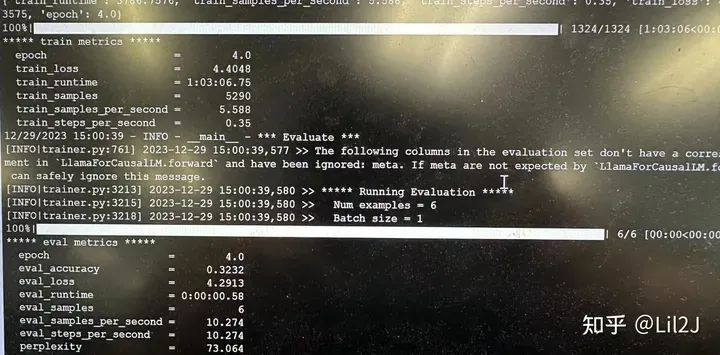 {'train_runtime': 3786.7576, 'train_samples_per_second': 5.588, 'train_steps_per_second': 0.35, 'train_loss':
3575, 'epoch': 4.0}
100%| | 1324/1324 [1:03:06<00:
***** train metrics *****
epoch = 4.0
train_loss = 4.4048
train_runtime = 1:03:06.75
train_samples = 5290
train_samples_per_second = 5.588
train_steps_per_second = 0.35
12/29/2023 15:00:39 - INFO - __main__ - *** Evaluate ***
[INFO|trainer.py:761] 2023-12-29 15:00:39,577 >> The following columns in the evaluation set don't have a corres
ment in `LlamaForCausalLM.forward` and have been ignored: meta. If meta are not expected by `LlamaForCausalLM.fo
can safely ignore this message.
[INFO|trainer.py:3213] 2023-12-29 15:00:39,580 >> ***** Running Evaluation *****
[INFO|trainer.py:3215] 2023-12-29 15:00:39,580 >> Num examples = 6
[INFO|trainer.py:3218] 2023-12-29 15:00:39,580 >> Batch size = 1
100%| | 6/6 [00:00<00:0
***** eval metrics *****
epoch = 4.0
eval_accuracy = 0.3232
eval_loss = 4.2913
eval_runtime = 0:00:00.58
eval_samples = 6
eval_samples_per_second = 10.274
eval_steps_per_second = 10.274
perplexity = 73.064
知乎 @Lil2J